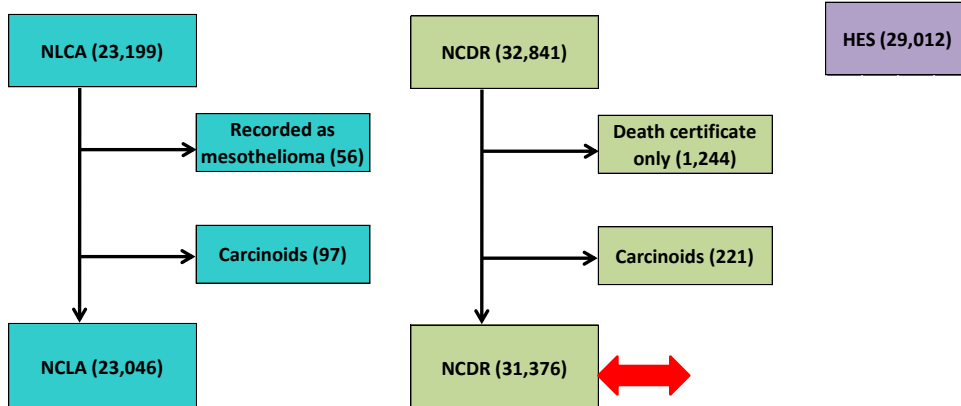 NLCA (23,199)
NCDR (32,841)
HES (29,012)
Recorded as
mesothelioma (56)
Death certificate
only (1,244)
Carcinoids (97)
Carcinoids (221)
NCLA (23,046)
NCDR (31,376)